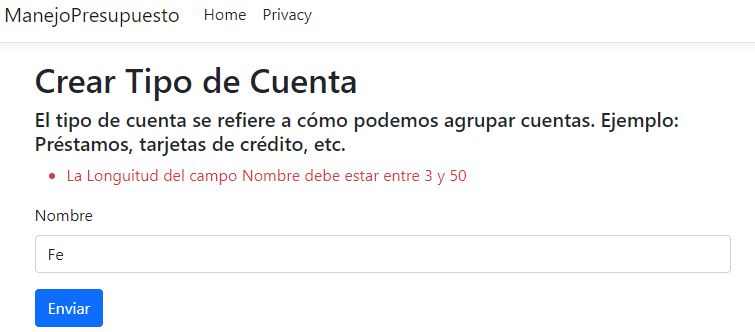 ManejoPresupuesto Home Privacy
Crear Tipo de Cuenta
El tipo de cuenta se refiere a cómo podemos agrupar cuentas. Ejemplo:
Préstamos, tarjetas de crédito, etc.
• La Longuitud del campo Nombre debe estar entre 3 y 50
Nombre
Fe
Enviar